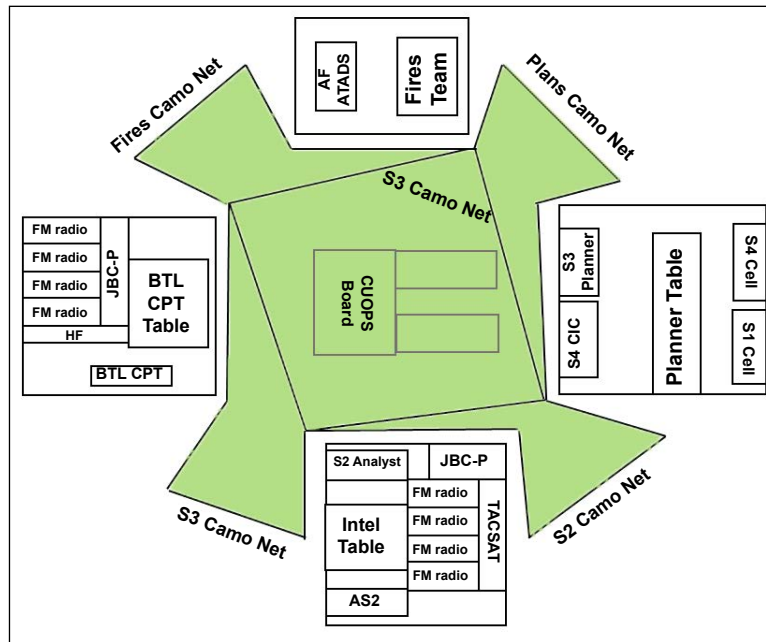 Fires Camo Net
AF
ATADS
Fires
Team
Plans Camo Net
S3 Camo Net
FM radio
FM radio
FM radio
FM radio
JBC-P
HF
BTL
CPT
Table
BTL CPT
CUOPS
Board
S3
Planner
S4 CIC
Planner Table
S4 Cell
S1 Cell
S3 Camo Net
S2 Analyst
JBC-P
FM radio
FM radio
FM radio
FM radio
TACSAT
Intel
Table
AS2
S2 Camo Net